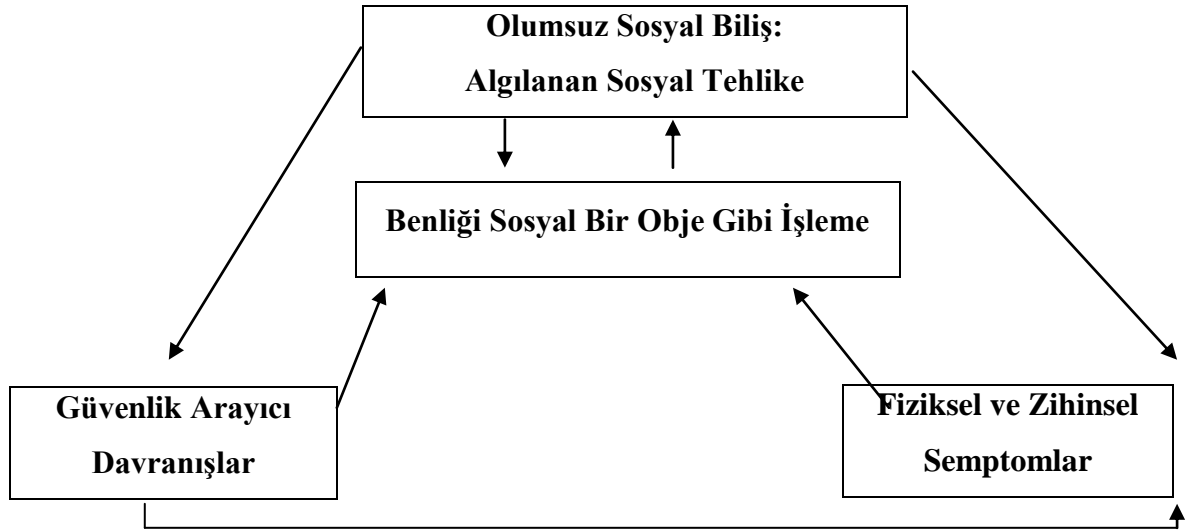 Olumsuz Sosyal Biliş:
Algılanan Sosyal Tehlike
Benliği Sosyal Bir Obje Gibi İşleme
Güvenlik Arayıcı
Davranışlar
Fiziksel ve Zihinsel
Semptomlar